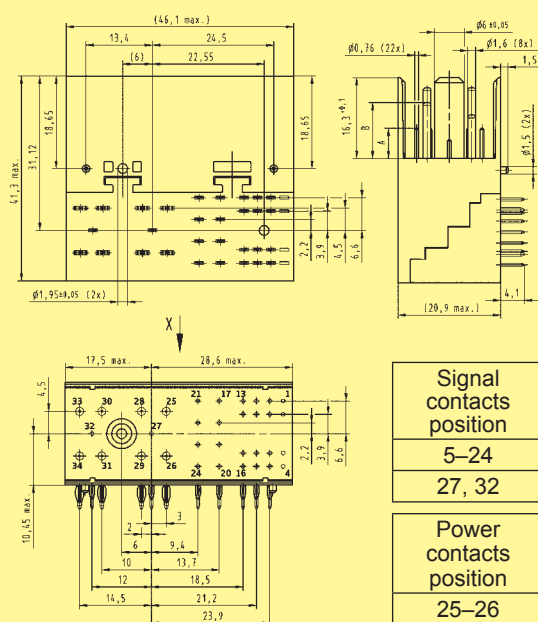 (46,1 max.)
13,4
24,5
(6)
22,55
41,3 max.
31,12
18,65
18,65
2,2
3,9
4,5
6,6
Ø1,95±0,05 (2x)
Ø6±0,05
Ø0,76 (22x)
Ø1,6 (8x)
1,5
16,3+0,1
B
A
Ø1,5 (2x)
(20,9 max.)
4,1
X
17,5 max.
28,6 max.
4,5
33
30
28
25
21
17
13
1
32
27
34
31
29
26
24
20
16
4
2,2
3,9
6,6
10,45 max.
3
2
6
9,4
10
13,7
12
18,5
14,5
21,2
23,9
Signal
contacts
position
5–24
27, 32
Power
contacts
position
25–26